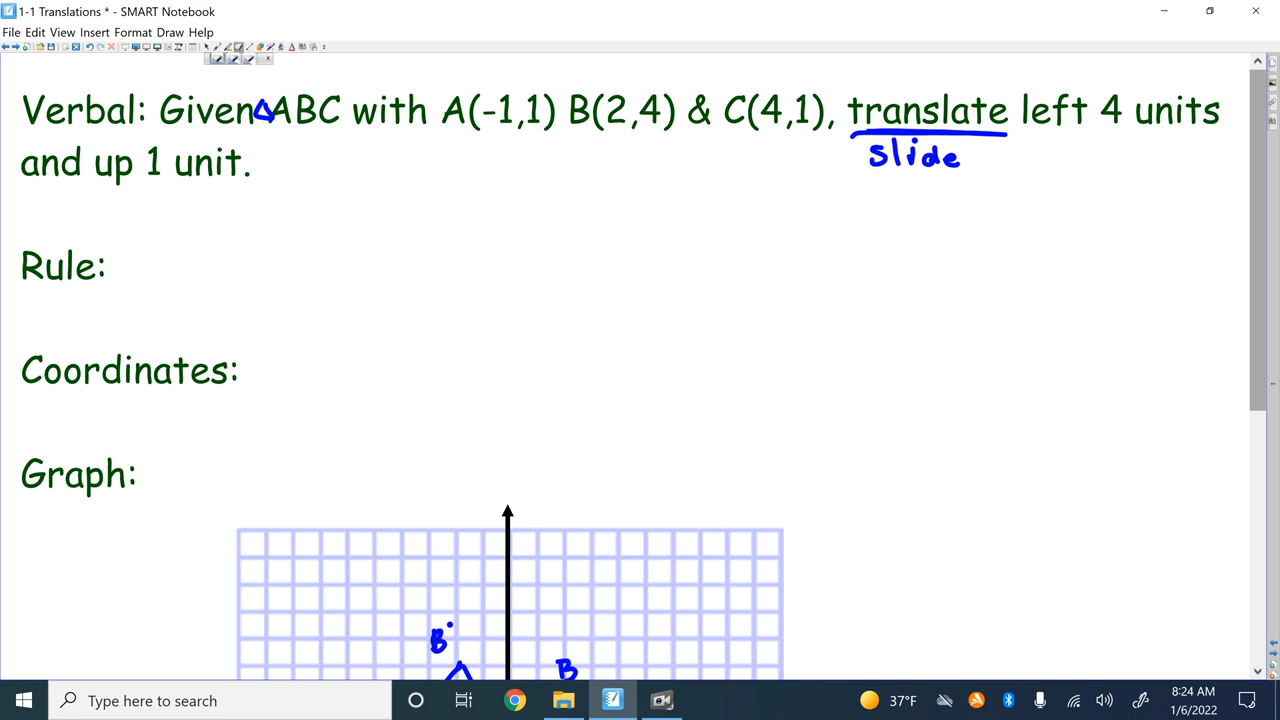 1-1 Translations * - SMART Notebook
File Edit View Insert Format Draw Help
Verbal: Given △ABC with A(-1,1) B(2,4) & C(4,1), translate left 4 units
slide
and up 1 unit.
Rule:
Coordinates:
Graph:
B'
B
Type here to search
37°F
8:24 AM
1/6/2022